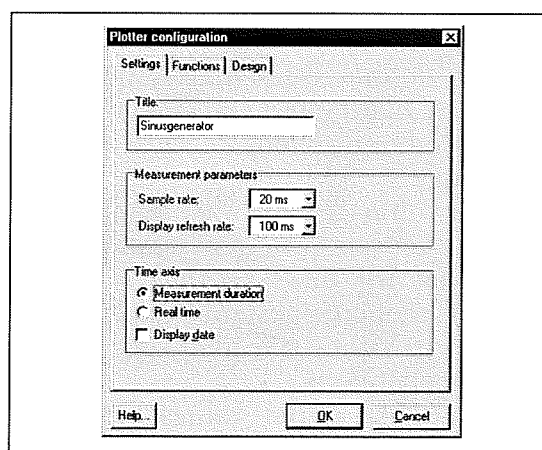 Plotter configuration
Settings Functions Design
Title
Sinusgenerator
Measurement parameters
Sample rate: 20 ms
Display refresh rate: 100 ms
Time axis
Measurement duration
Real time
Display date
Help... OK Cancel